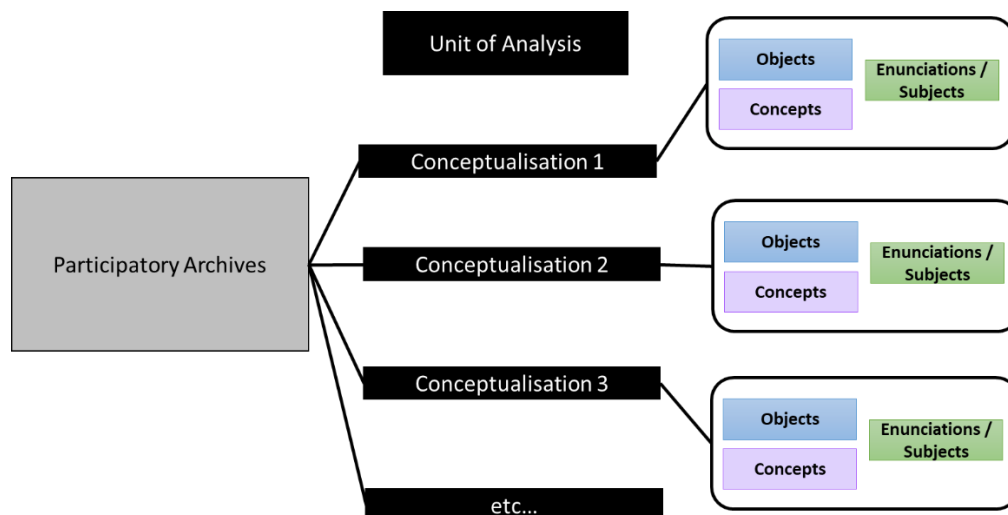 Unit of Analysis
Participatory Archives
Conceptualisation 1
Objects
Concepts
Enunciations /
Subjects
Conceptualisation 2
Objects
Concepts
Enunciations /
Subjects
Conceptualisation 3
Objects
Concepts
Enunciations /
Subjects
etc...